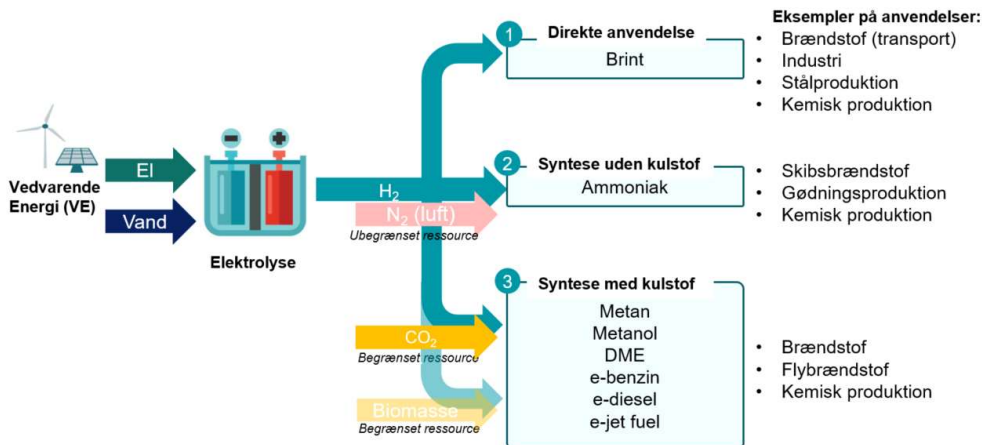 Eksempler på anvendelser:
1
Direkte anvendelse
Brint
• Brændstof (transport)
• Industri
• Stålproduktion
• Kemisk produktion
Vedvarende
Energi (VE)
El
Vand
Elektrolyse
H₂
N₂ (luft)
Ubegrænset ressource
2
Syntese uden kulstof
Ammoniak
• Skibsbrændstof
• Gødningsproduktion
• Kemisk produktion
CO₂
Begrænset ressource
Biomasse
Begrænset ressource
3
Syntese med kulstof
Metan
Metanol
DME
e-benzin
e-diesel
e-jet fuel
• Brændstof
• Flybrændstof
• Kemisk produktion